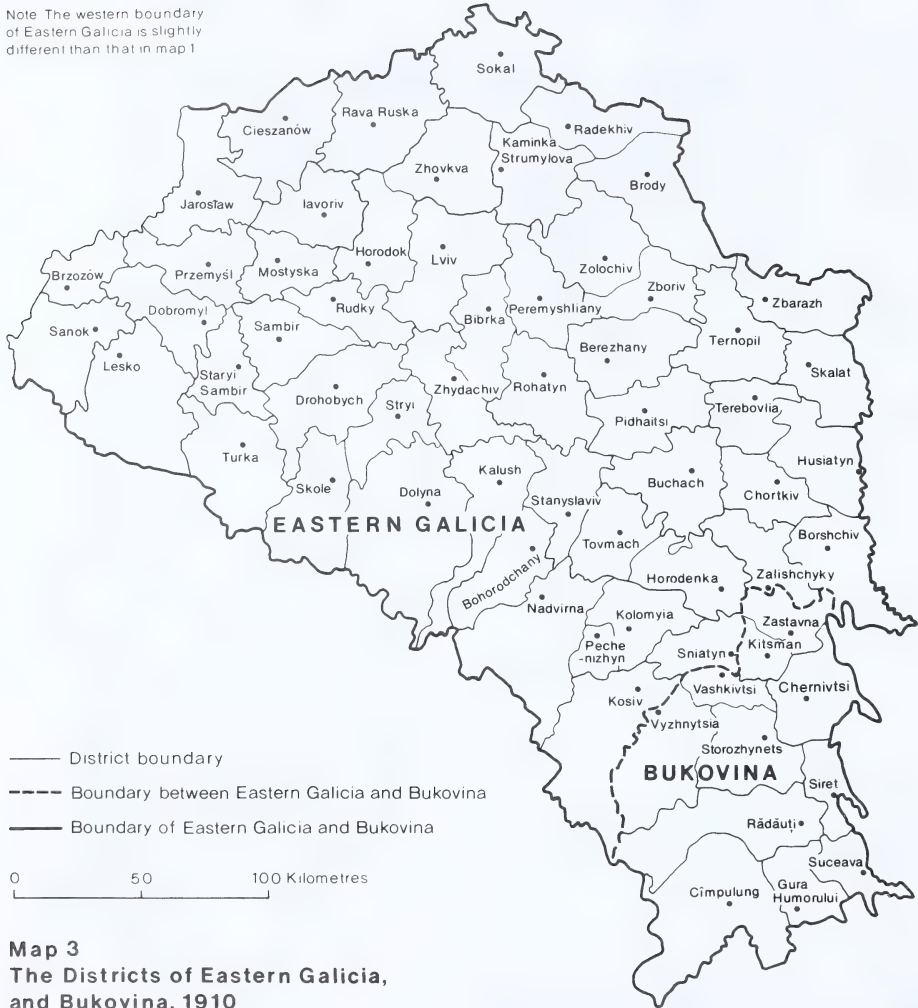 Note The western boundary
of Eastern Galicia is slightly
different than that in map 1
Sokal
Cieszanów
Rava Ruska
Radekhiv
Kaminka
Strumylova
Zhovkva
Brody
Jarosław
Iavoriv
Horodok
Lviv
Zolochiv
Brzozów
Przemyśl
Mostyska
Zboriv
Zbarazh
Dobromyl
Rudky
Bibrka
Peremyshliany
Sanok
Sambir
Ternopil
Berezhany
Lesko
Staryi
Sambir
Skalat
Drohobych
Zhydachiv
Rohatyn
Stryi
Terebovlia
Pidhaitsi
Turka
Husiatyn
Skole
Dolyna
Kalush
Buchach
Chortkiv
Stanyslaviv
EASTERN GALICIA
Tovmach
Borshchiv
Bohorodchany
Horodenka
Zalishchyky
Nadvirna
Kolomyia
Zastavna
Peche
-nizhyn
Sniatyn
Kitsman
Kosiv
Vashkivtsi
Chernivtsi
Vyzhnytsia
Storozhynets
BUKOVINA
Siret
Rădăuți
Suceava
Cîmpulung
Gura
Humorului
District boundary
Boundary between Eastern Galicia and Bukovina
Boundary of Eastern Galicia and Bukovina
0 50 100 Kilometres
Map 3
The Districts of Eastern Galicia,
and Bukovina, 1910